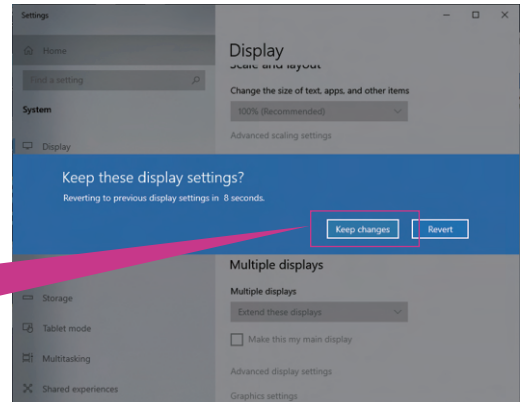 Settings
Home
Find a setting
System
Display
Display
Scale and layout
Change the size of text, apps, and other items
100% (Recommended)
Advanced scaling settings
Keep these display settings?
Reverting to previous display settings in 8 seconds.
Keep changes
Revert
Storage
Tablet mode
Multitasking
Shared experiences
Multiple displays
Multiple displays
Extend these displays
Make this my main display
Advanced display settings
Graphics settings